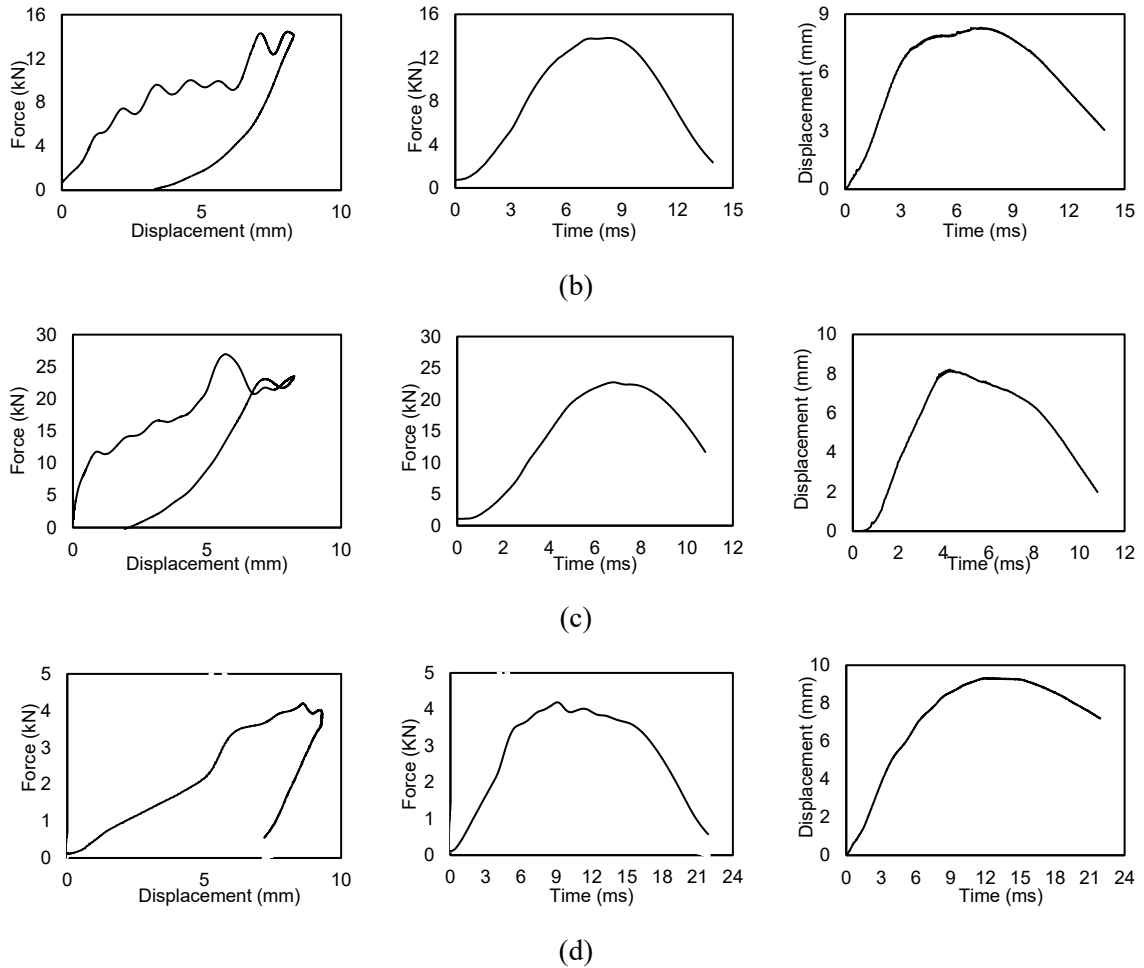 16
12
8
4
0
Force (kN)
0 5 10
Displacement (mm)
16
12
8
4
0
Force (KN)
0 3 6 9 12 15
Time (ms)
9
6
3
0
Displacement (mm)
0 3 6 9 12 15
Time (ms)
(b)
30
25
20
15
10
5
0
Force (kN)
0 5 10
Displacement (mm)
30
25
20
15
10
5
0
Force (kN)
0 2 4 6 8 10 12
Time (ms)
10
8
6
4
2
0
Displacement (mm)
0 2 4 6 8 10 12
Time (ms)
(c)
5
4
3
2
1
0
Force (kN)
0 5 10
Displacement (mm)
5
4
3
2
1
0
Force (KN)
0 3 6 9 12 15 18 21 24
Time (ms)
10
8
6
4
2
0
Displacement (mm)
0 3 6 9 12 15 18 21 24
Time (ms)
(d)